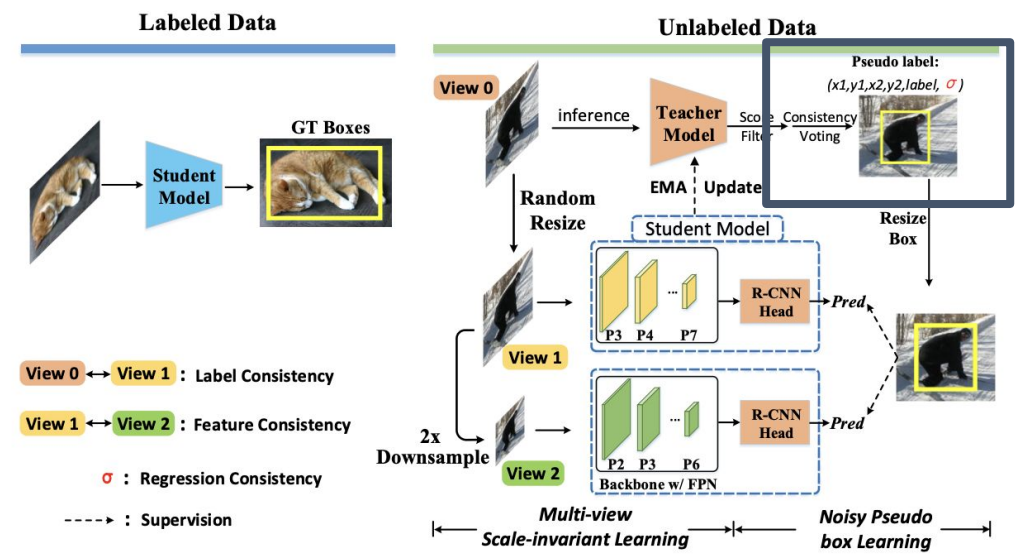 Labeled Data
Unlabeled Data
GT Boxes
Student
Model
View 0
inference
Teacher
Model
Score
Filter
Consistency
Voting
Pseudo label:
(x1,y1,x2,y2,label, σ )
EMA Update
Random
Resize
Resize
Box
Student Model
P3 P4 ... P7
R-CNN
Head
Pred
View 1
View 0 View 1 : Label Consistency
View 1 View 2 : Feature Consistency
σ : Regression Consistency
: Supervision
2x
Downsample
View 2
P2 P3 ... P6
Backbone w/ FPN
R-CNN
Head
Pred
Multi-view
Scale-invariant Learning
Noisy Pseudo
box Learning